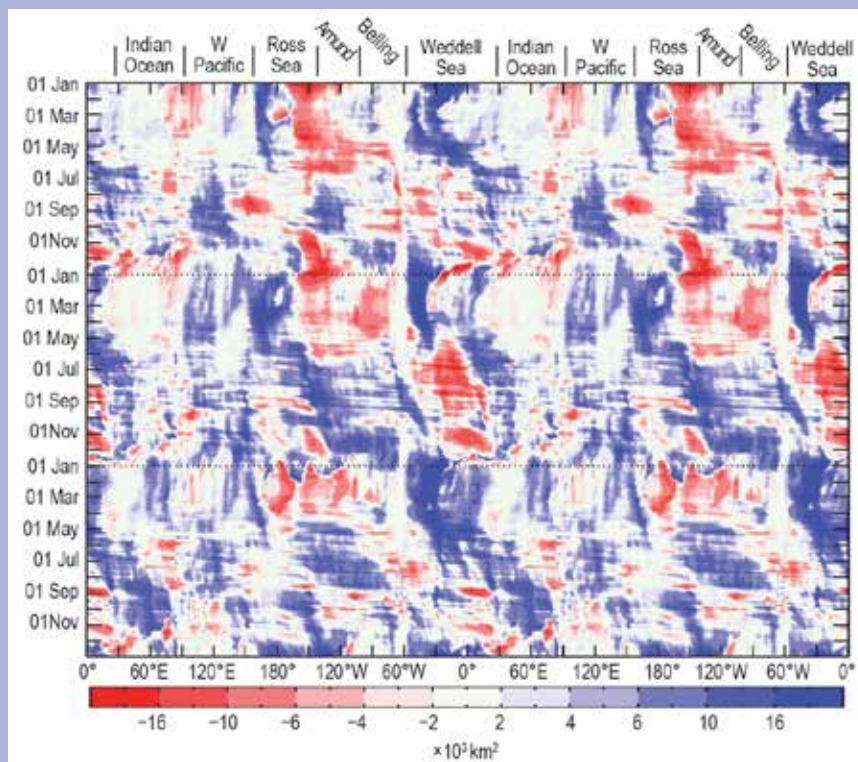 Indian Ocean W Pacific Ross Sea Amund Belling Weddell Sea Indian Ocean W Pacific Ross Sea Amund Belling Weddell Sea
01 Jan
01 Mar
01 May
01 Jul
01 Sep
01Nov
01 Jan
01 Mar
01 May
01 Jul
01 Sep
01Nov
01 Jan
01 Mar
01 May
01 Jul
01 Sep
01Nov
0° 60°E 120°E 180° 120°W 60°W 0° 60°E 120°E 180° 120°W 60°W 0°
−16 −10 −6 −4 −2 2 4 6 10 16
×10³ km²